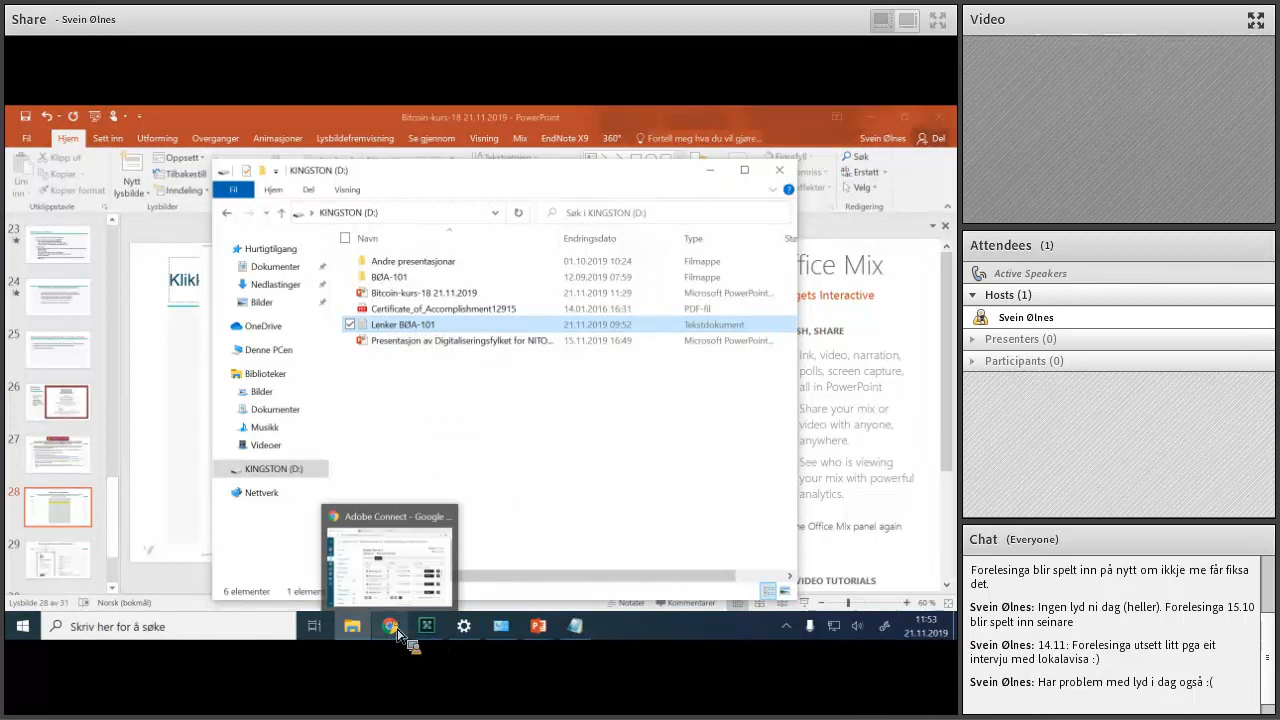 Share - Svein Ølnes
Bitcoin-kurs-18 21.11.2019 - PowerPoint
Fil Hjem Sett inn Utforming Overganger Animasjoner Lysbildefremvisning Se gjennom Visning Mix EndNote X9 360° Fortell meg hva du vil gjøre... Svein Ølnes Del
Klipp ut
Kopier
Kopier format
Utklippstavle
Nytt
lysbilde
Oppsett
Tilbakestill
Inndeling
Lysbilder
Søk
Erstatt
Velg
Redigering
23
24
25
26
27
28
29
Klikk
KINGSTON (D:)
Fil Hjem Del Visning
KINGSTON (D:)
Søk i KINGSTON (D:)
Navn Endringsdato Type
Andre presentasjonar 01.10.2019 10:24 Filmappe
BØA-101 12.09.2019 07:59 Filmappe
Bitcoin-kurs-18 21.11.2019 21.11.2019 11:29 Microsoft PowerPoint...
Certificate_of_Accomplishment12915 14.01.2016 16:31 PDF-fil
Lenker BØA-101 21.11.2019 09:52 Tekstdokument
Presentasjon av Digitaliseringsfylket for NITO... 15.11.2019 16:49 Microsoft PowerPoint...
Hurtigtilgang
Dokumenter
Nedlastinger
Bilder
OneDrive
Denne PCen
Biblioteker
Bilder
Dokumenter
Musikk
Videoer
KINGSTON (D:)
Nettverk
6 elementer 1 elemen
Adobe Connect - Google ...
ffice Mix
gets Interactive
SH, SHARE
Ink, video, narration,
polls, screen capture,
all in PowerPoint
Share your mix or
video with anyone,
anywhere.
See who is viewing
your mix with powerful
analytics.
he Office Mix panel again
VIDEO TUTORIALS
Lysbilde 28 av 31 Norsk (bokmål)
Notater Kommentarer 60 %
Skriv her for å søke
11:53
21.11.2019
Video
Attendees (1)
Active Speakers
Hosts (1)
Svein Ølnes
Presenters (0)
Participants (0)
Chat (Everyone)
Forelesinga blir spelt inn nå nytt om ikkje me får fiksa
det.
Svein Ølnes: Ingen lyd ni dag (heller). Forelesinga 15.10
blir spelt inn seinare
Svein Ølnes: 14.11: Forelesinga utsett litt pga eit
intervju med lokalavisa :)
Svein Ølnes: Har problem med lyd i dag også :(